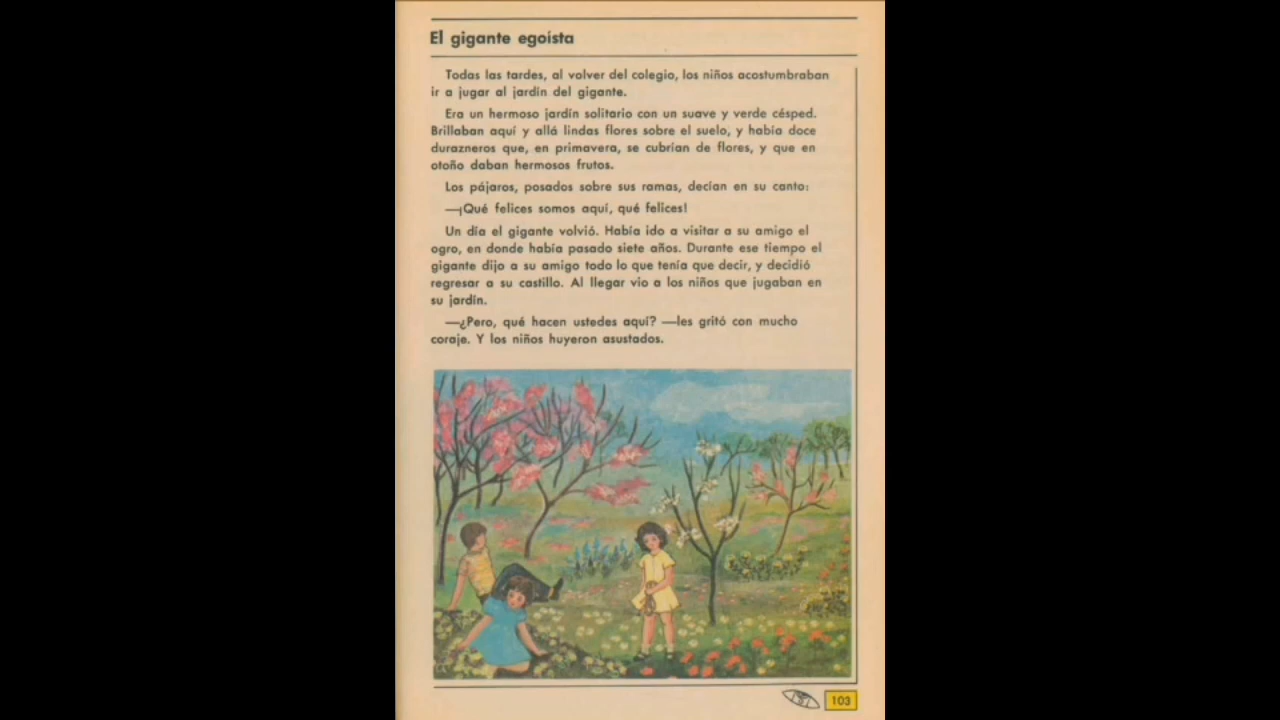 El gigante egoísta
Todas las tardes, al volver del colegio, los niños acostumbraban
ir a jugar al jardín del gigante.
Era un hermoso jardín solitario con un suave y verde césped.
Brillaban aquí y allá lindas flores sobre el suelo, y había doce
durazneros que, en primavera, se cubrían de flores, y que en
otoño daban hermosos frutos.
Los pájaros, posados sobre sus ramas, decían en su canto:
—¡Qué felices somos aquí, qué felices!
Un día el gigante volvió. Había ido a visitar a su amigo el
ogro, en donde había pasado siete años. Durante ese tiempo el
gigante dijo a su amigo todo lo que tenía que decir, y decidió
regresar a su castillo. Al llegar vio a los niños que jugaban en
su jardín.
—¿Pero, qué hacen ustedes aquí? —les gritó con mucho
coraje. Y los niños huyeron asustados.
103